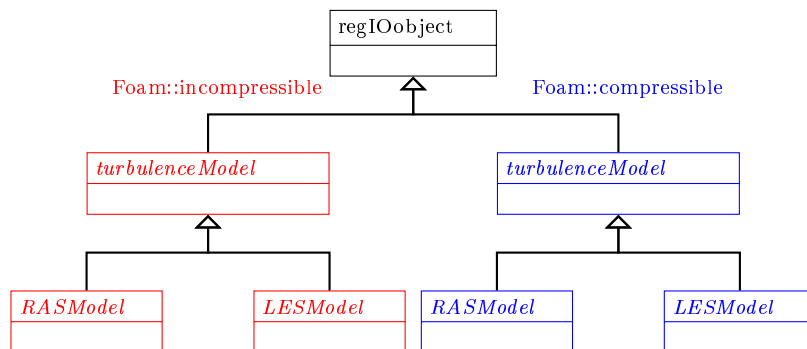 regIOobject
Foam::incompressible
Foam::compressible
turbulenceModel
turbulenceModel
RASModel
LESModel
RASModel
LESModel